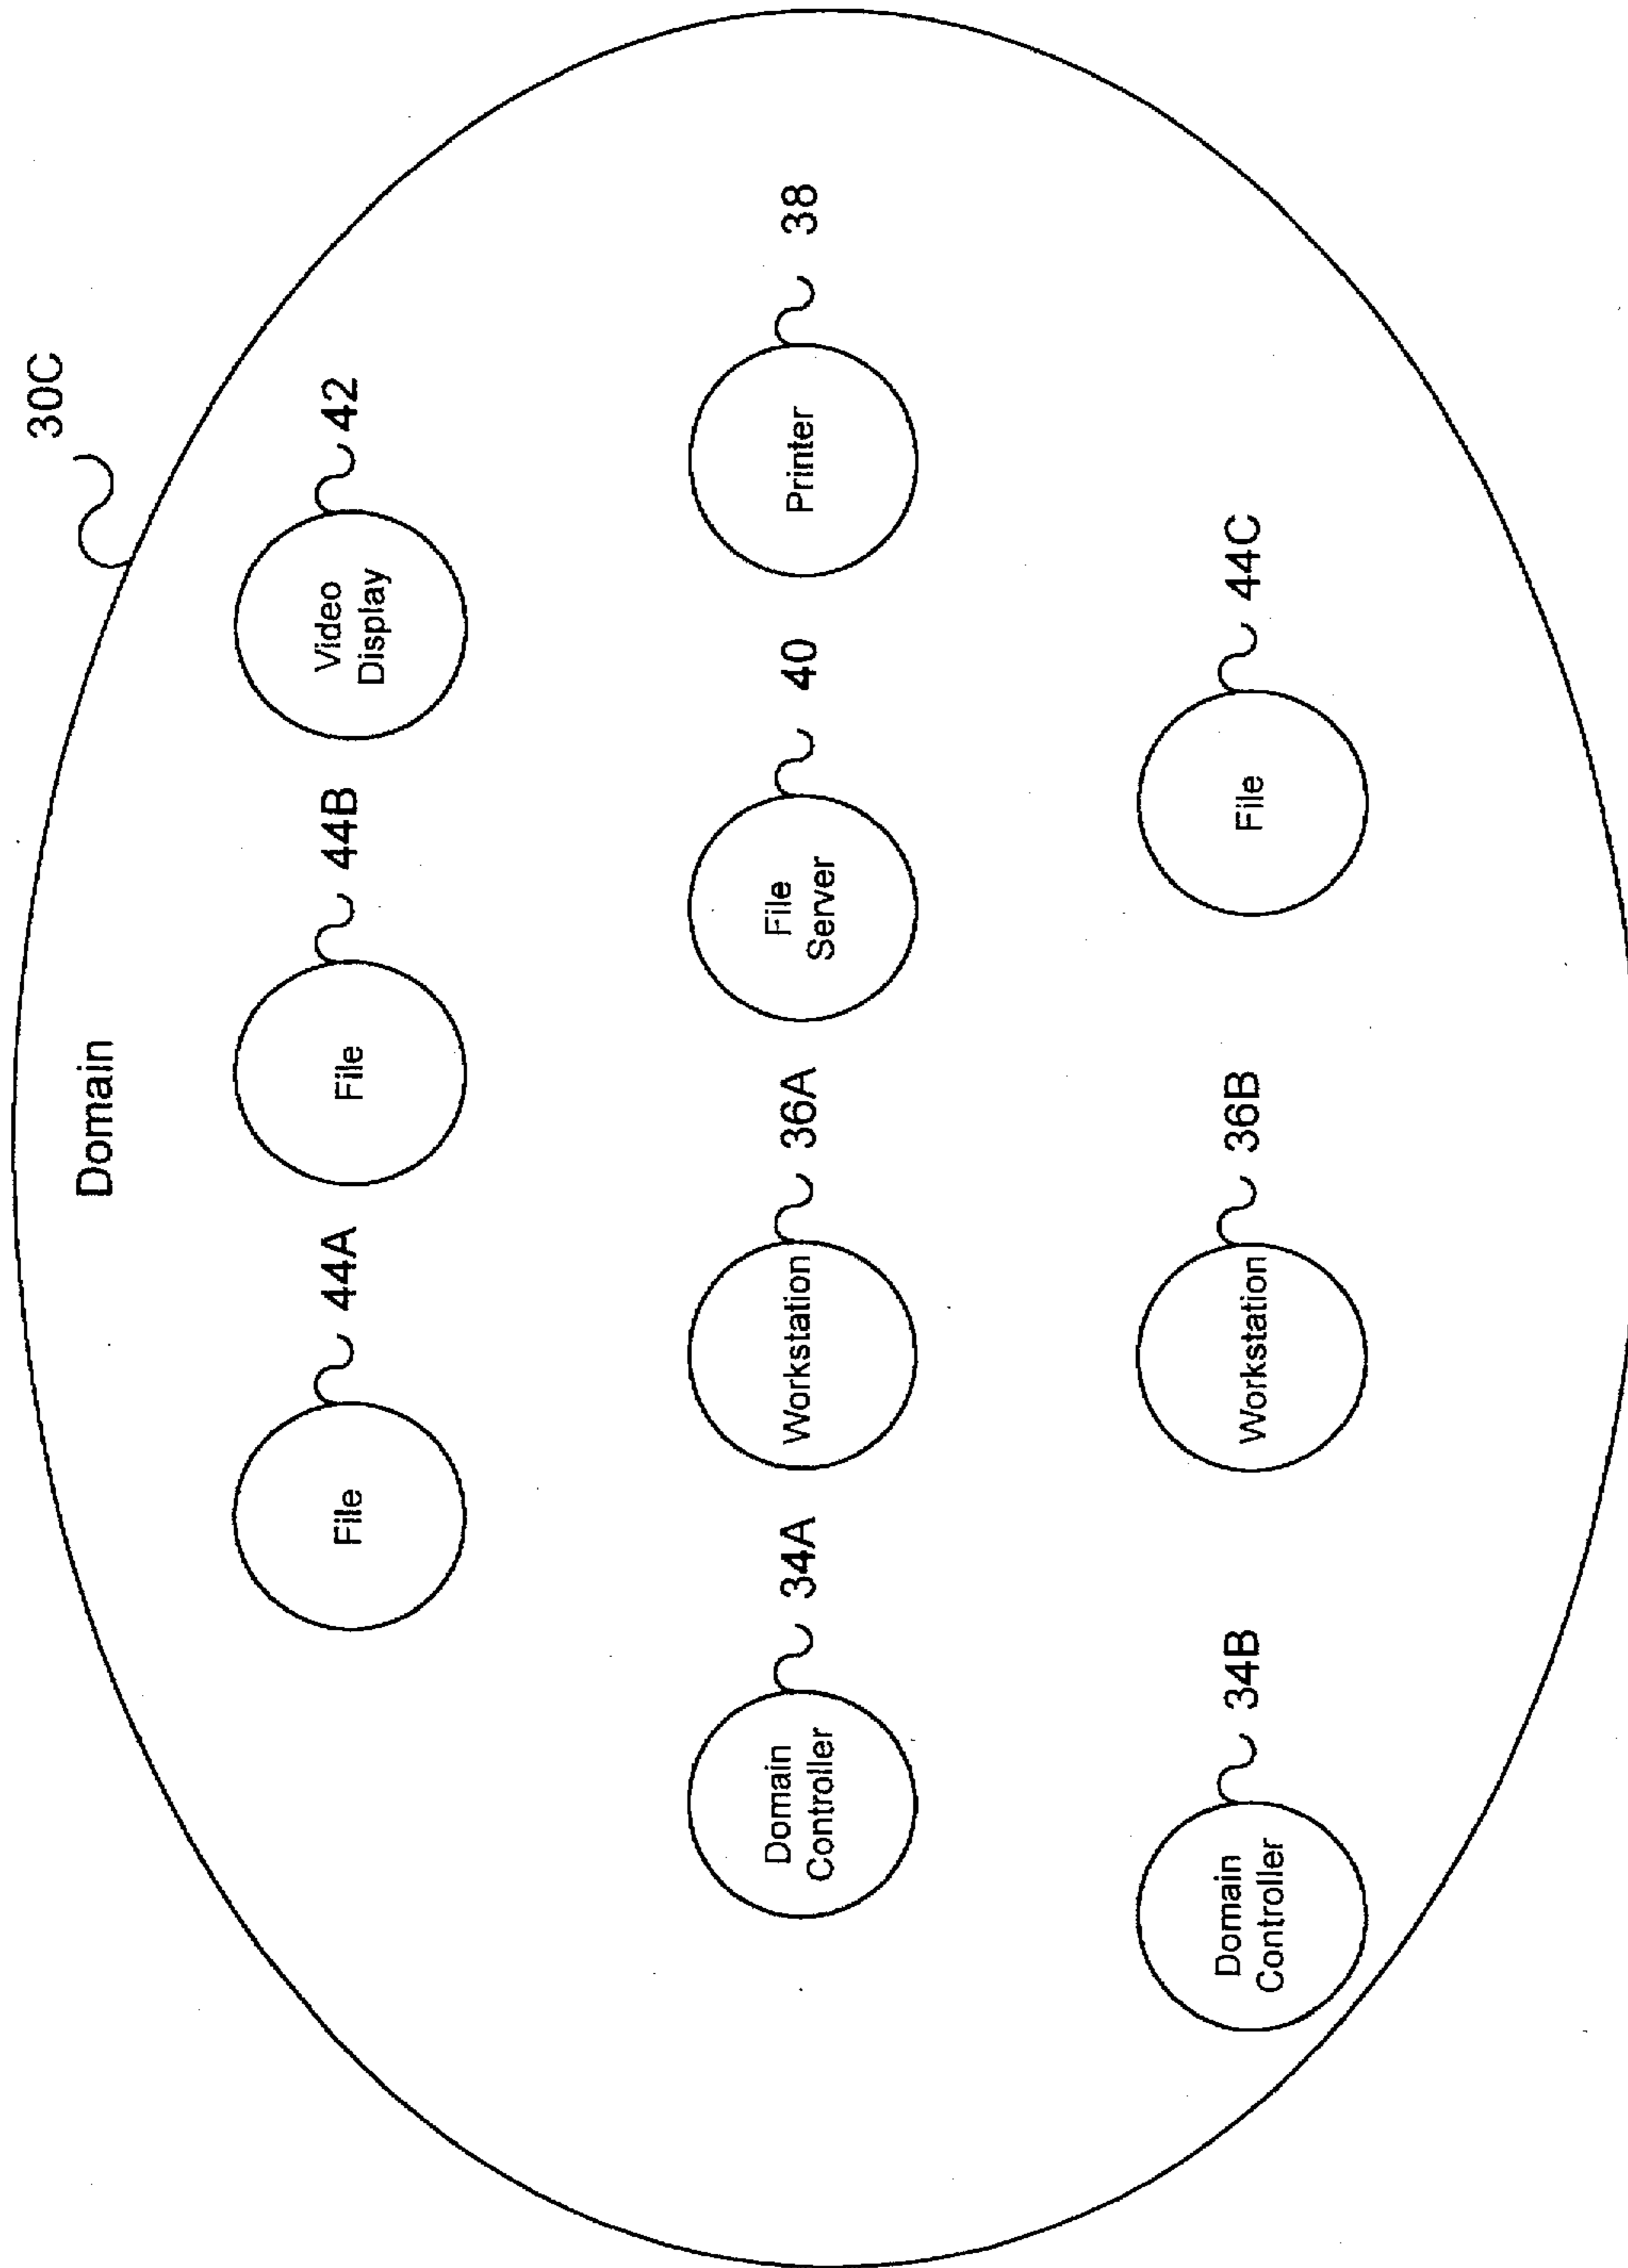 30C
Domain
File
44A
File
44B
Video
Display
42
Domain
Controller
34A
Workstation
36A
File
Server
40
Printer
38
Domain
Controller
34B
Workstation
36B
File
44C